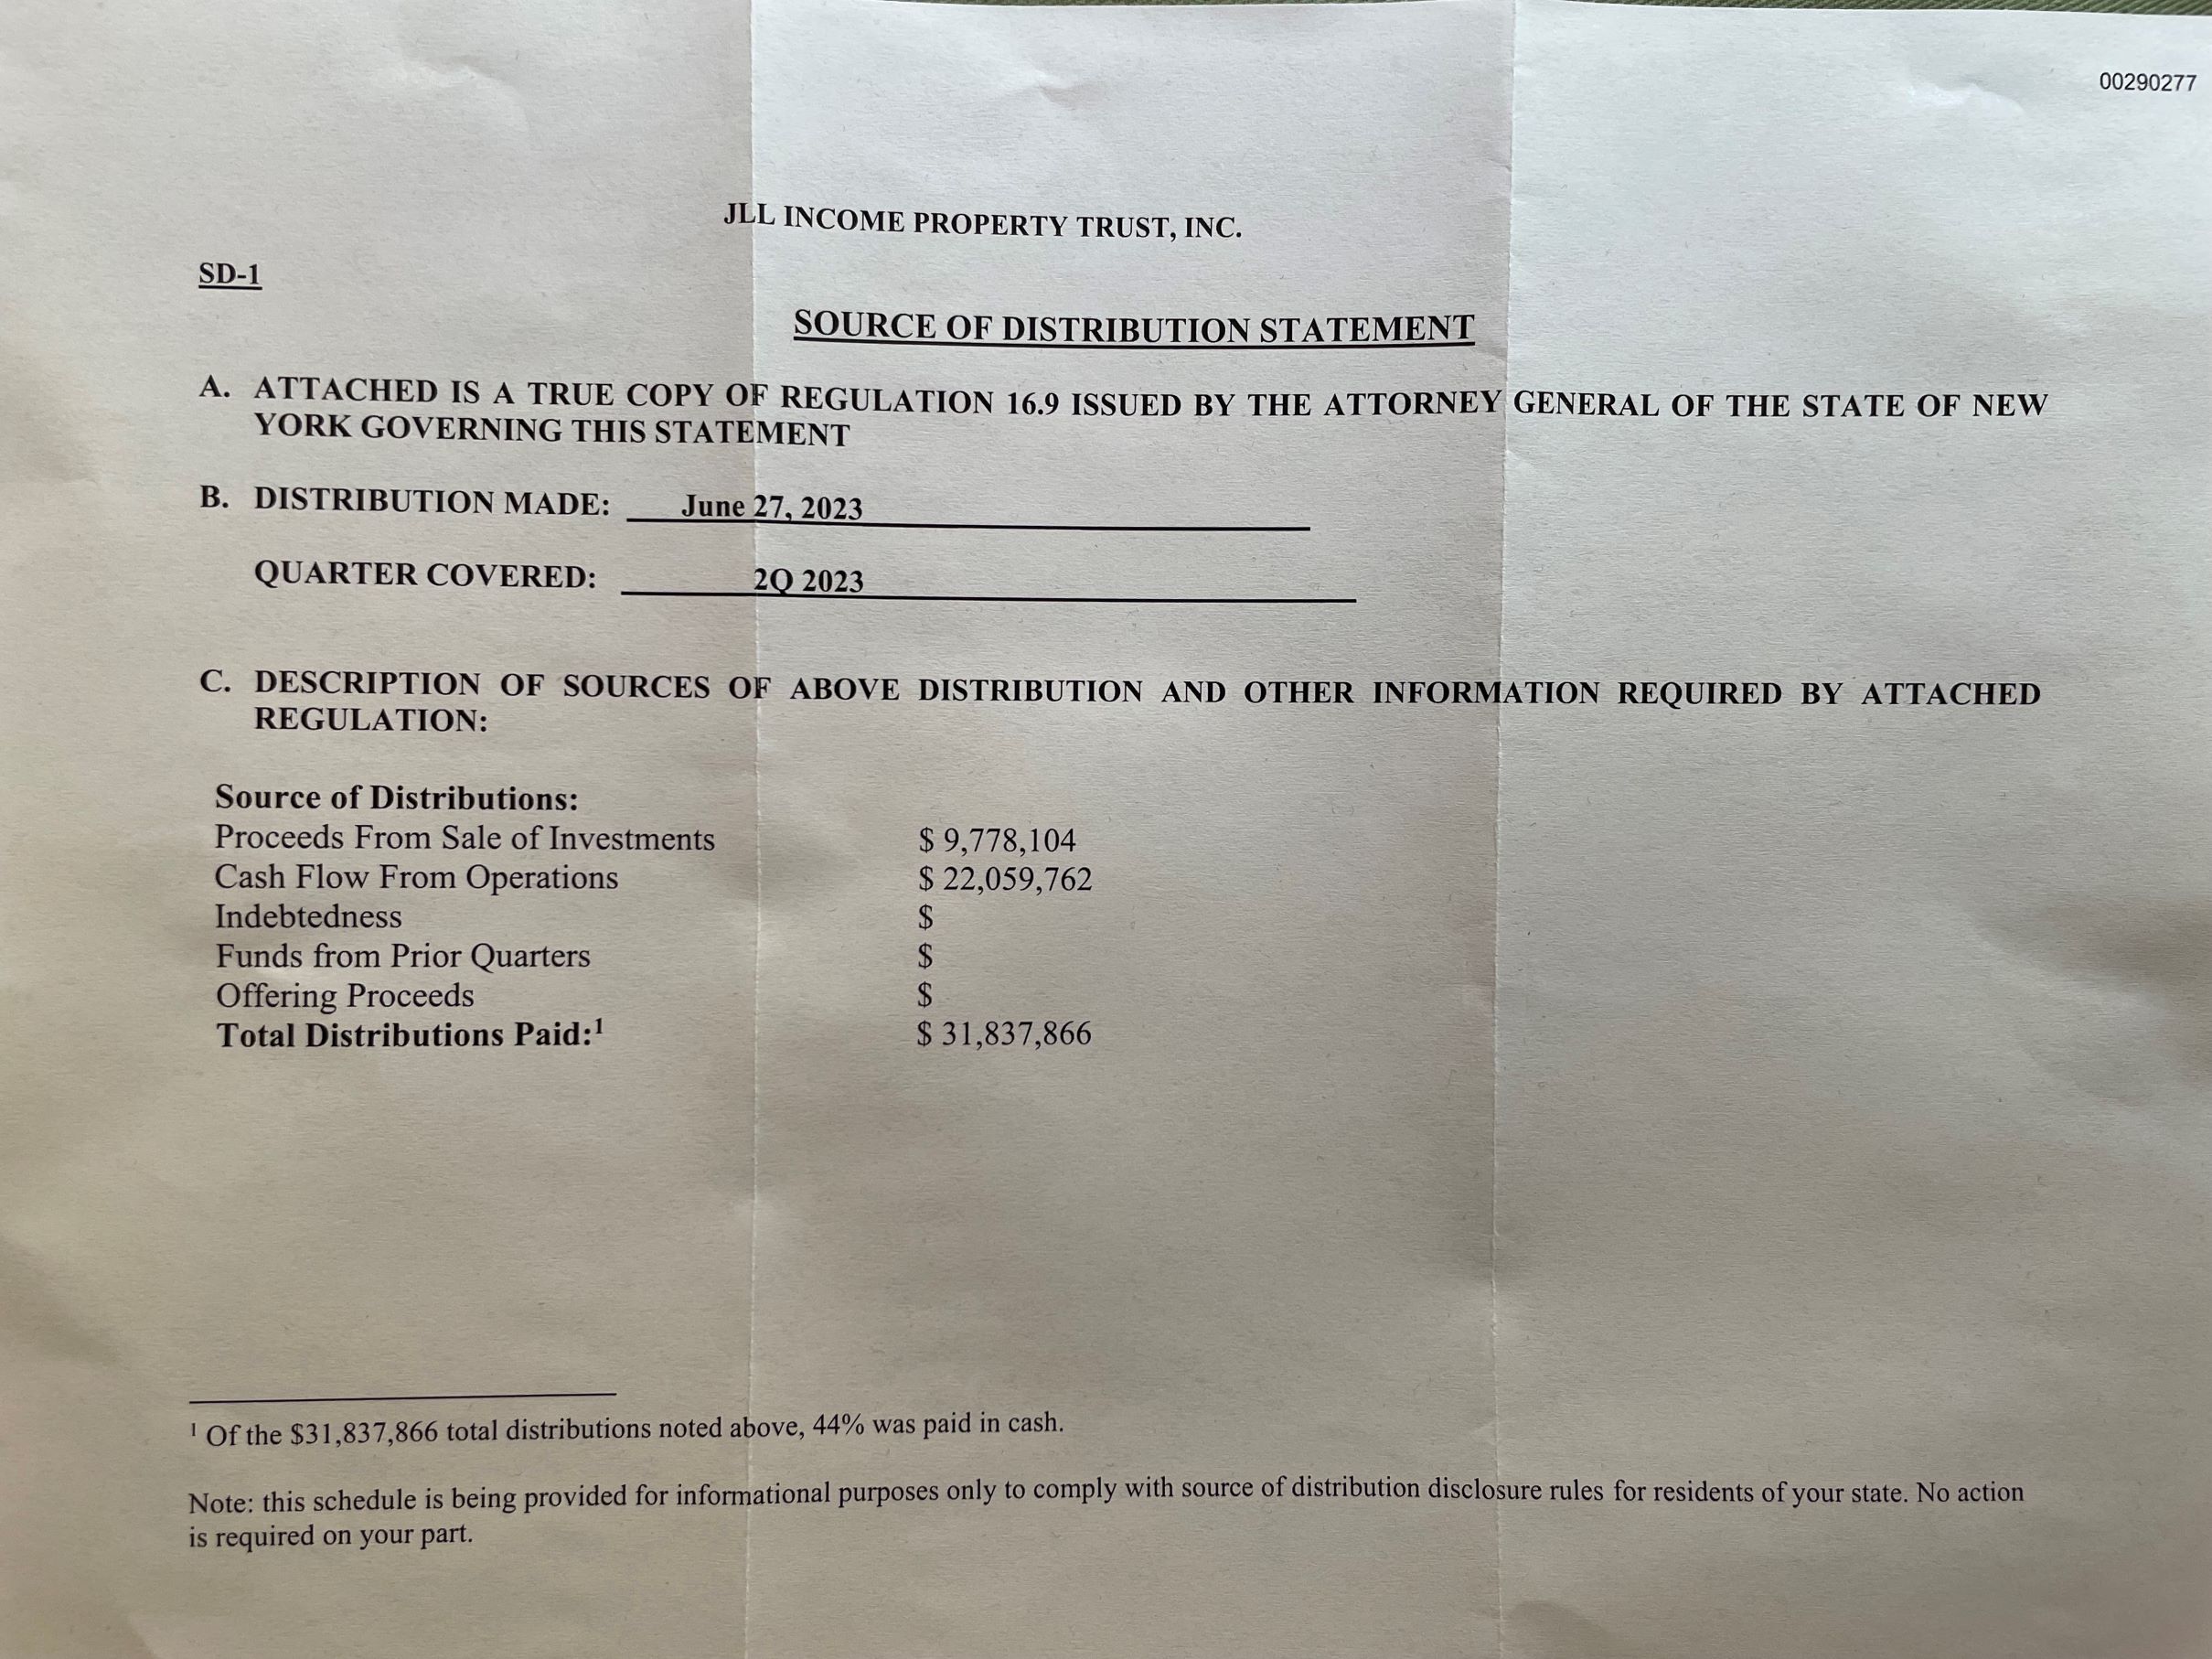 00290277
JLL INCOME PROPERTY TRUST, INC.
SD-1
SOURCE OF DISTRIBUTION STATEMENT
A. ATTACHED IS A TRUE COPY OF REGULATION 16.9 ISSUED BY THE ATTORNEY GENERAL OF THE STATE OF NEW
YORK GOVERNING THIS STATEMENT
B. DISTRIBUTION MADE: June 27, 2023
QUARTER COVERED: 2Q 2023
C. DESCRIPTION OF SOURCES OF ABOVE DISTRIBUTION AND OTHER INFORMATION REQUIRED BY ATTACHED
REGULATION:
Source of Distributions:
Proceeds From Sale of Investments $ 9,778,104
Cash Flow From Operations $ 22,059,762
Indebtedness $
Funds from Prior Quarters $
Offering Proceeds $
Total Distributions Paid:¹ $ 31,837,866
¹ Of the $31,837,866 total distributions noted above, 44% was paid in cash.
Note: this schedule is being provided for informational purposes only to comply with source of distribution disclosure rules for residents of your state. No action
is required on your part.